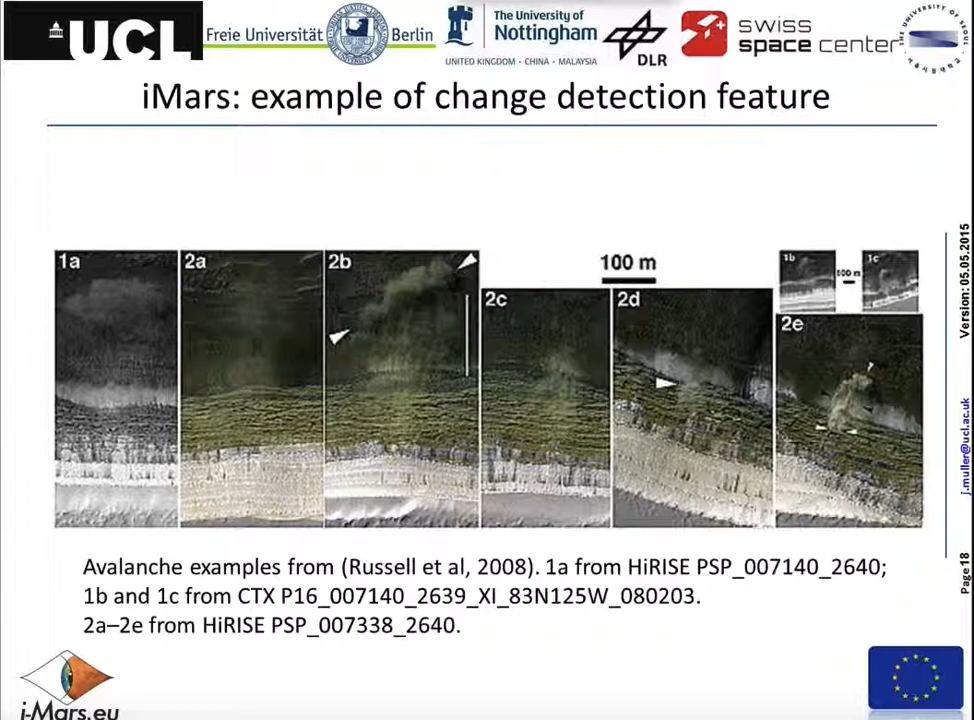 UCL
Freie Universität Berlin
The University of
Nottingham
UNITED KINGDOM · CHINA · MALAYSIA
DLR
swiss
space center
iMars: example of change detection feature
1a
2a
2b
2c
100 m
2d
1b
100 m
1c
2e
Avalanche examples from (Russell et al, 2008). 1a from HiRISE PSP_007140_2640;
1b and 1c from CTX P16_007140_2639_XI_83N125W_080203.
2a–2e from HiRISE PSP_007338_2640.
Version: 05.05.2015
j.muller@ucl.ac.uk
Page 18
i-Mars.eu